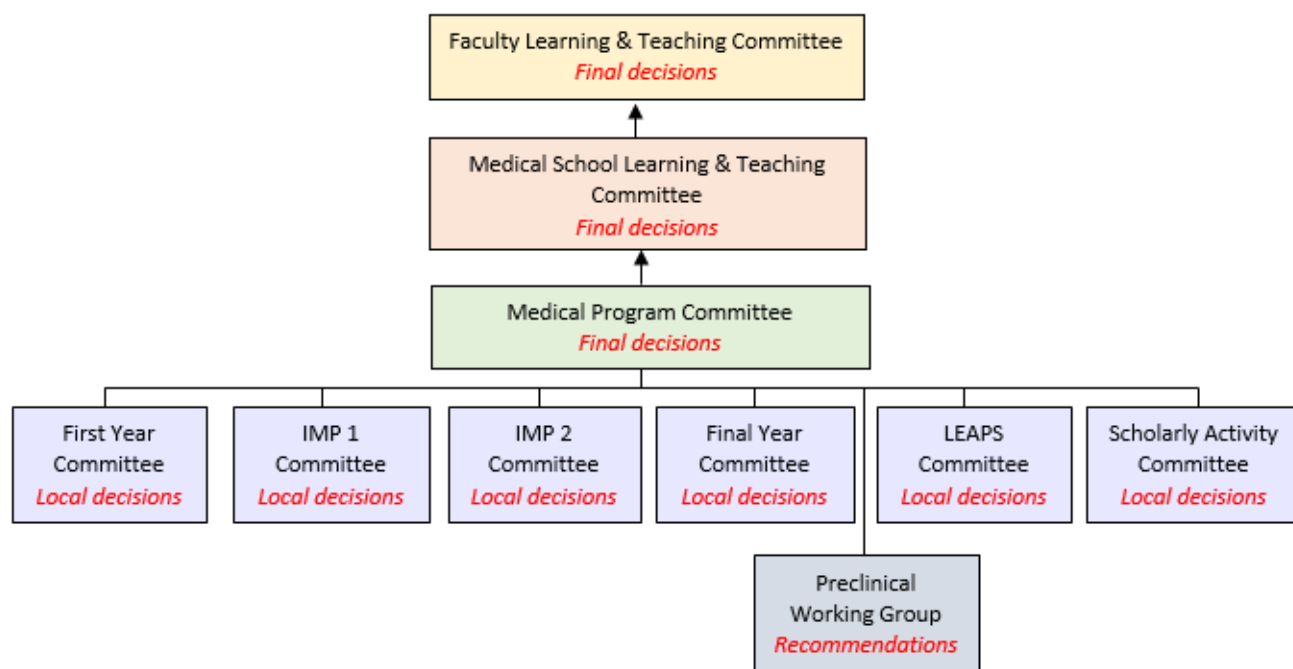 Faculty Learning & Teaching Committee
Final decisions
Medical School Learning & Teaching
Committee
Final decisions
Medical Program Committee
Final decisions
First Year
Committee
Local decisions
IMP 1
Committee
Local decisions
IMP 2
Committee
Local decisions
Final Year
Committee
Local decisions
LEAPS
Committee
Local decisions
Scholarly Activity
Committee
Local decisions
Preclinical
Working Group
Recommendations